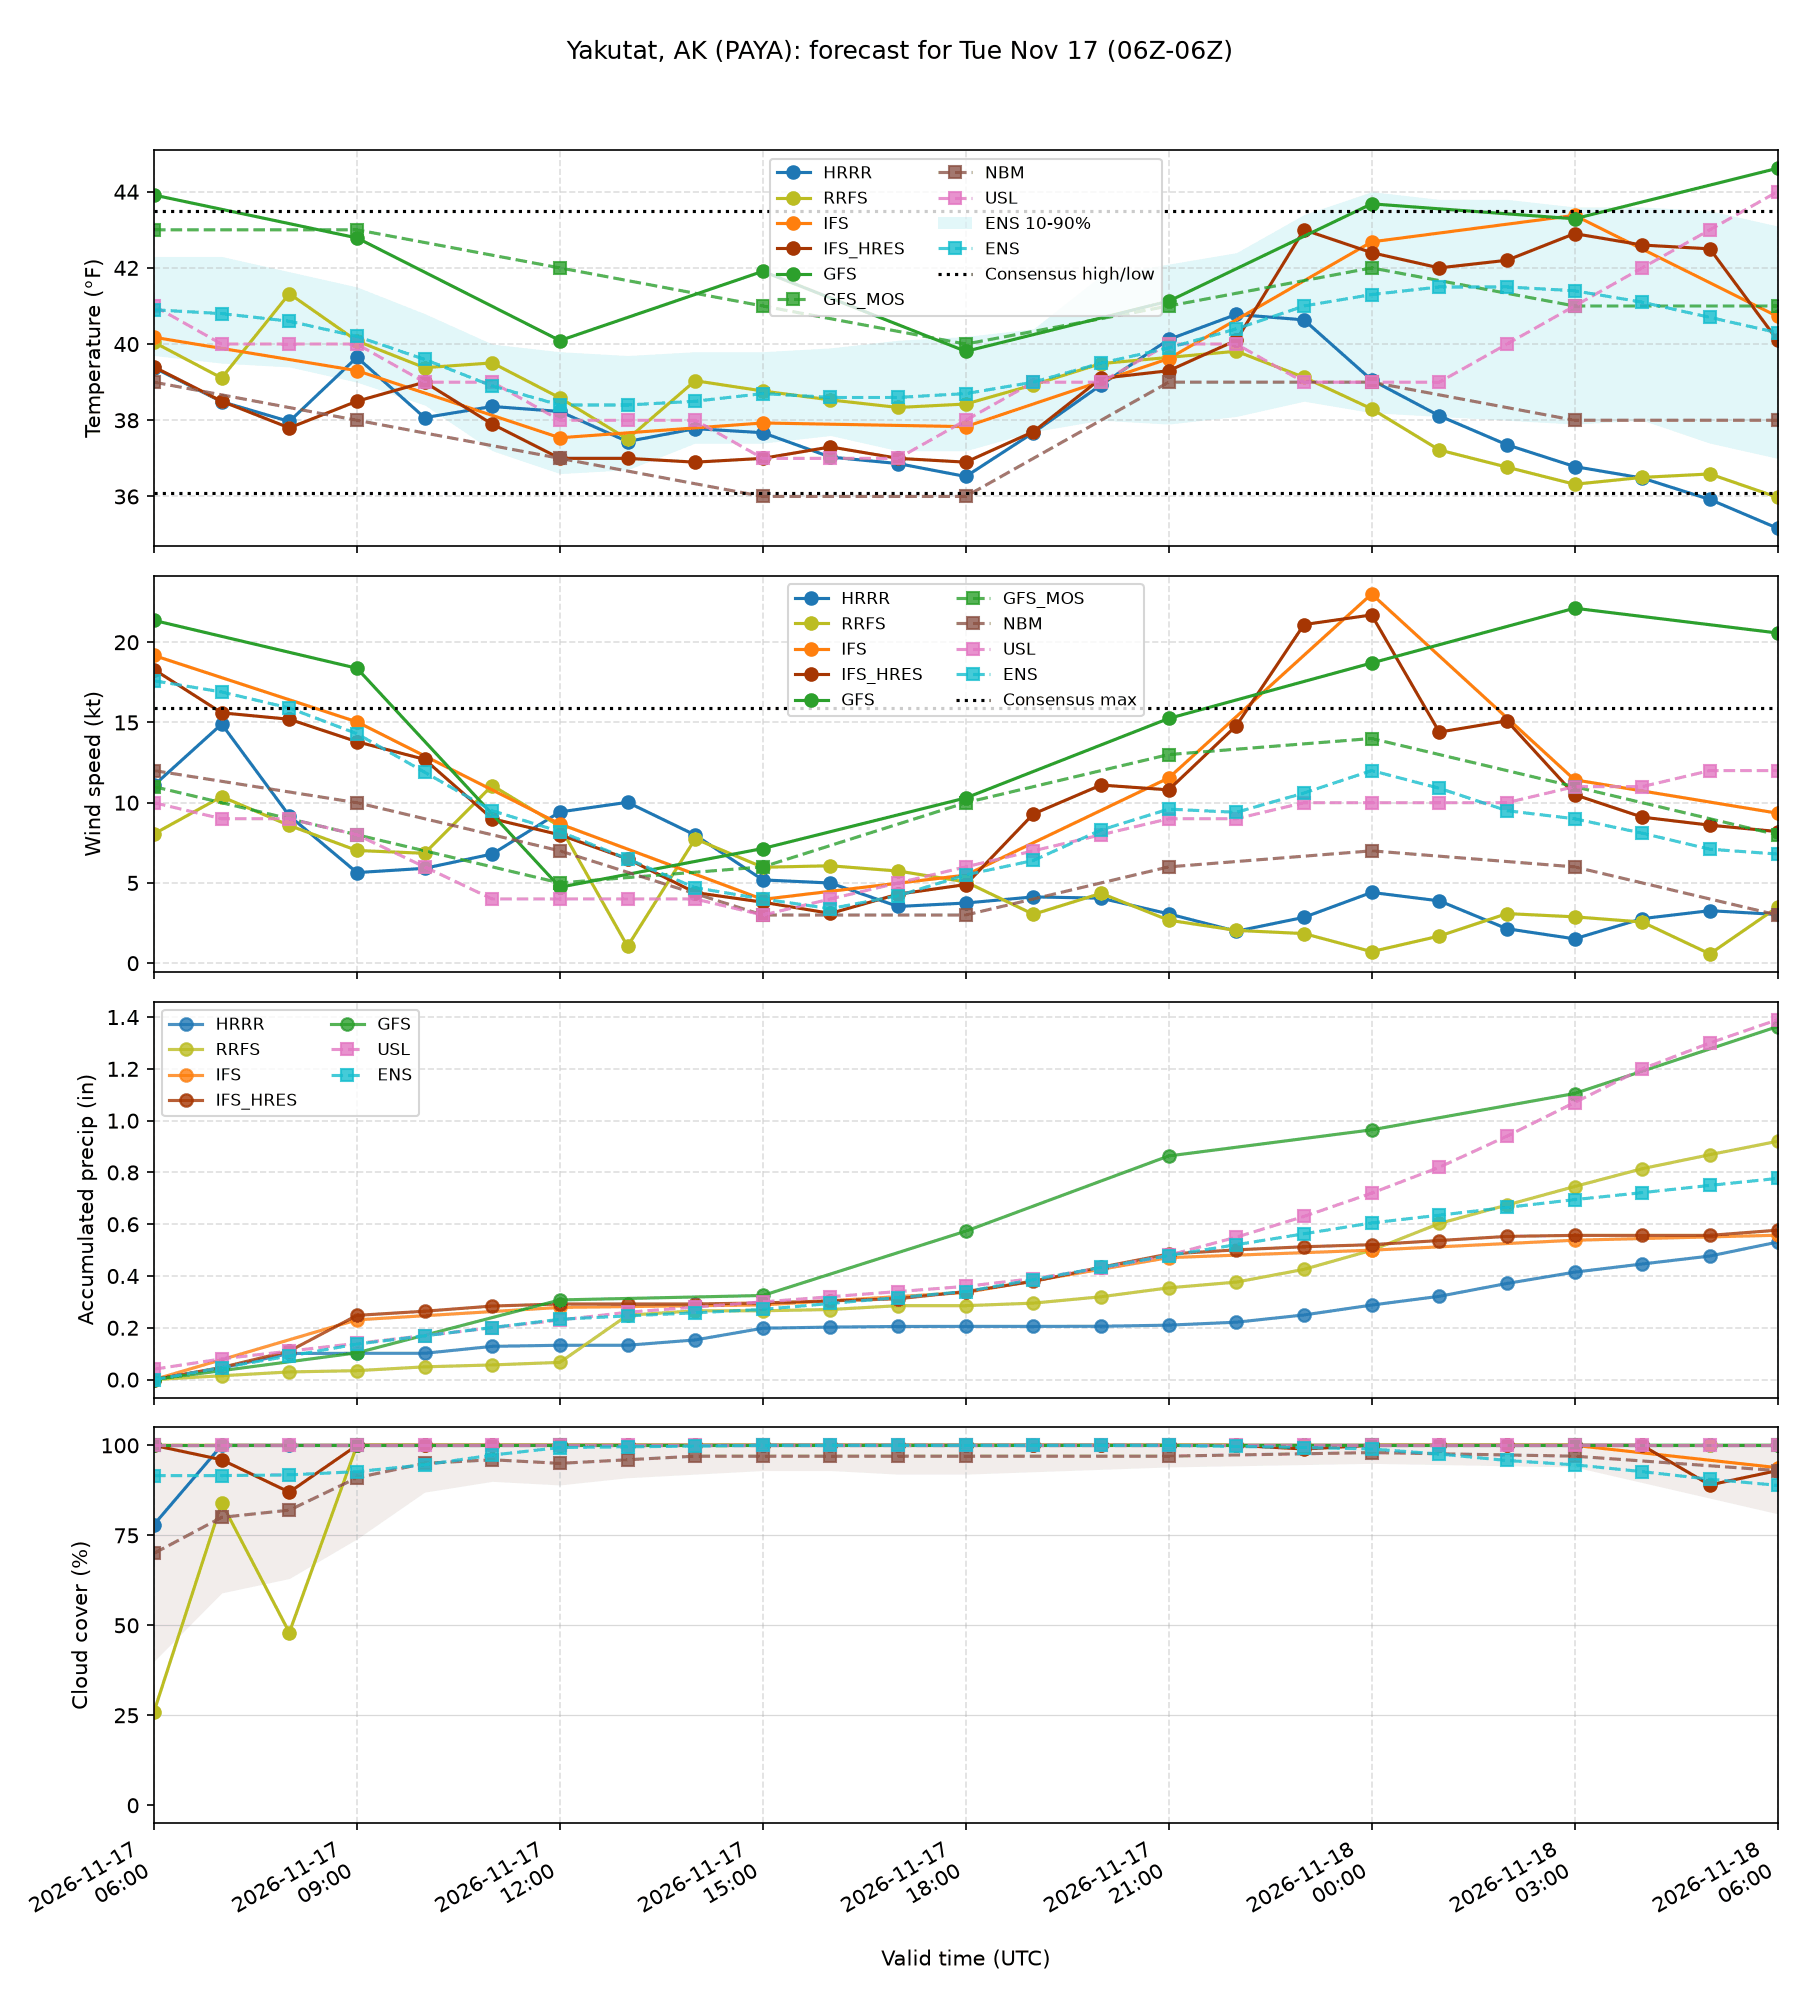 Yakutat, AK (PAYA): forecast for Tue Nov 17 (06Z-06Z)
Temperature (°F)
44
42
40
38
36
HRRR
RRFS
IFS
IFS_HRES
GFS
GFS_MOS
NBM
USL
ENS 10-90%
ENS
Consensus high/low
Wind speed (kt)
20
15
10
5
0
HRRR
RRFS
IFS
IFS_HRES
GFS
GFS_MOS
NBM
USL
ENS
Consensus max
Accumulated precip (in)
1.4
1.2
1.0
0.8
0.6
0.4
0.2
0.0
HRRR
RRFS
IFS
IFS_HRES
GFS
USL
ENS
Cloud cover (%)
100
75
50
25
0
2026-11-17
06:00
2026-11-17
09:00
2026-11-17
12:00
2026-11-17
15:00
2026-11-17
18:00
2026-11-17
21:00
2026-11-18
00:00
2026-11-18
03:00
2026-11-18
06:00
Valid time (UTC)